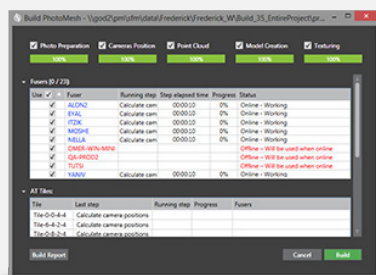 Build PhotoMesh - \\god2\pm\sfm\data\Frederick\Frederick_W\Build_35_EntireProject\pr...
Photo Preparation Cameras Position Point Cloud Model Creation Texturing
100% 100% 100% 100% 100%
Fusers (0 / 23):
Use Fuser Running step Step elapsed time Progress Status
ALON2 Calculate cam 00:00:10 0% Online - Working
EYAL Calculate cam 00:00:10 0% Online - Working
ITZIK Calculate cam 00:00:10 0% Online - Working
MOSHE Calculate cam 00:00:10 0% Online - Working
NELLA Calculate cam 00:00:10 0% Online - Working
OMER-WIN-MINI Offline - Will be used when online
QA-PROD2 Offline - Will be used when online
TUTSI Offline - Will be used when online
YANIV Calculate cam 00:00:10 0% Online - Working
AT Tiles:
Tile Last step Running step Progress Fusers
Tile-0-0-4-4 Calculate camera positions
Tile-6-4-2-4 Calculate camera positions
Tile-0-8-2-4 Calculate camera positions
Build Report Cancel Build